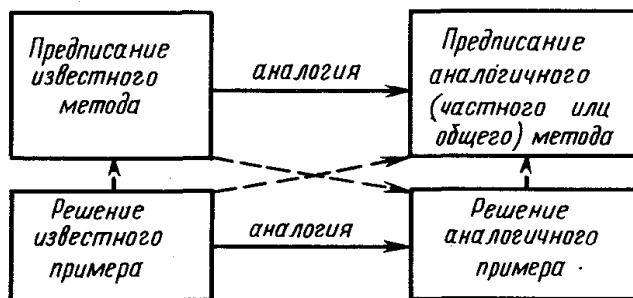 Предписание
известного
метода
аналогия
Предписание
аналогичного
(частного или
общего) метода
Решение
известного
примера
аналогия
Решение
аналогичного
примера